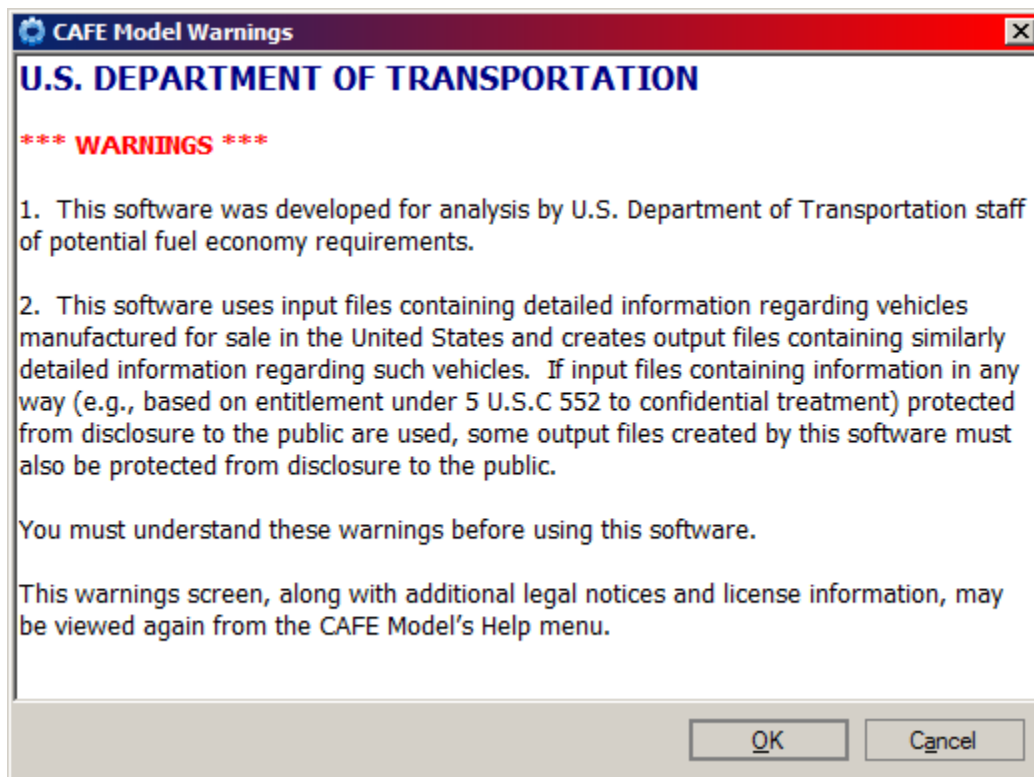 CAFE Model Warnings
U.S. DEPARTMENT OF TRANSPORTATION
*** WARNINGS ***
1.  This software was developed for analysis by U.S. Department of Transportation staff
of potential fuel economy requirements.
2.  This software uses input files containing detailed information regarding vehicles
manufactured for sale in the United States and creates output files containing similarly
detailed information regarding such vehicles.  If input files containing information in any
way (e.g., based on entitlement under 5 U.S.C 552 to confidential treatment) protected
from disclosure to the public are used, some output files created by this software must
also be protected from disclosure to the public.
You must understand these warnings before using this software.
This warnings screen, along with additional legal notices and license information, may
be viewed again from the CAFE Model’s Help menu.
OK
Cancel